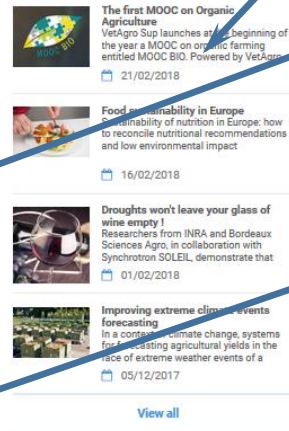 The first MOOC on Organic
Agriculture
VetAgro Sup launches at the beginning of
the year a MOOC on organic farming
entitled MOOC BIO. Powered by VetAgro
21/02/2018
MOOC BIO
Food sustainability in Europe
Sustainability of nutrition in Europe: how
to reconcile nutritional recommendations
and low environmental impact
16/02/2018
Droughts won't leave your glass of
wine empty !
Researchers from INRA and Bordeaux
Sciences Agro, in collaboration with
Synchrotron SOLEIL, demonstrate that
01/02/2018
Improving extreme climate events
forecasting
In a context climate change, systems
for forecasting agricultural yields in the
face of extreme weather events of a
05/12/2017
View all